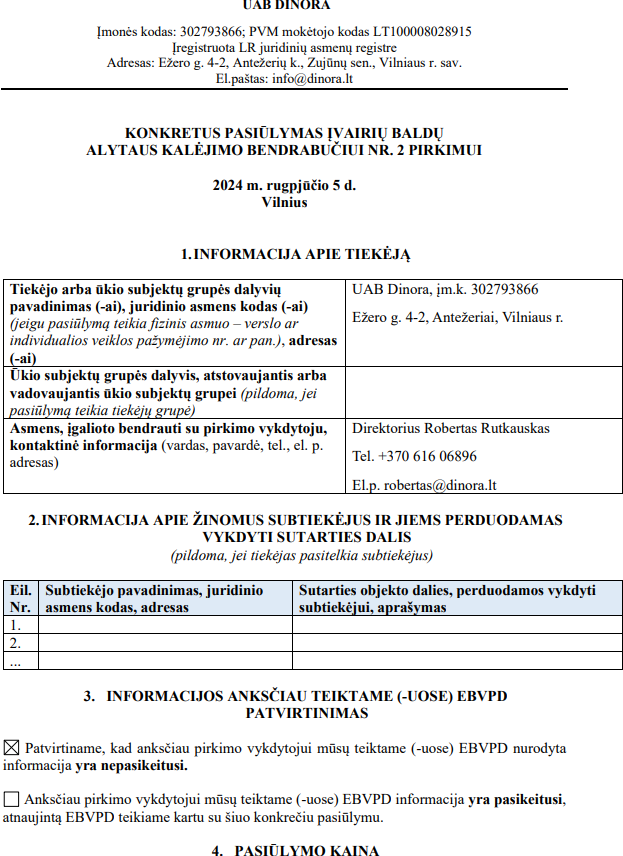 UAB DINORA
Įmonės kodas: 302793866; PVM mokėtojo kodas LT100008028915
Įregistruota LR juridinių asmenų registre
Adresas: Ežero g. 4-2, Antežerių k., Zujūnų sen., Vilniaus r. sav.
El.paštas: info@dinora.lt
KONKRETUS PASIŪLYMAS ĮVAIRIŲ BALDŲ
ALYTAUS KALĖJIMO BENDRABUČIUI NR. 2 PIRKIMUI
2024 m. rugpjūčio 5 d.
Vilnius
1. INFORMACIJA APIE TIEKĖJĄ
Tiekėjo arba ūkio subjektų grupės dalyvių
pavadinimas (-ai), juridinio asmens kodas (-ai)
(jeigu pasiūlymą teikia fizinis asmuo – verslo ar
individualios veiklos pažymėjimo nr. ar pan.), adresas
(-ai)
UAB Dinora, įm.k. 302793866
Ežero g. 4-2, Antežeriai, Vilniaus r.
Ūkio subjektų grupės dalyvis, atstovaujantis arba
vadovaujantis ūkio subjektų grupei (pildoma, jei
pasiūlymą teikia tiekėjų grupė)
Asmens, įgalioto bendrauti su pirkimo vykdytoju,
kontaktinė informacija (vardas, pavardė, tel., el. p.
adresas)
Direktorius Robertas Rutkauskas
Tel. +370 616 06896
El.p. robertas@dinora.lt
2. INFORMACIJA APIE ŽINOMUS SUBTIEKĖJUS IR JIEMS PERDUODAMAS
VYKDYTI SUTARTIES DALIS
(pildoma, jei tiekėjas pasitelkia subtiekėjus)
Eil.
Nr.
Subtiekėjo pavadinimas, juridinio
asmens kodas, adresas
Sutarties objekto dalies, perduodamos vykdyti
subtiekėjui, aprašymas
1.
2.
...
3. INFORMACIJOS ANKSČIAU TEIKTAME (-UOSE) EBVPD
PATVIRTINIMAS
☒ Patvirtiname, kad anksčiau pirkimo vykdytojui mūsų teiktame (-uose) EBVPD nurodyta
informacija yra nepasikeitusi.
☐ Anksčiau pirkimo vykdytojui mūsų teiktame (-uose) EBVPD informacija yra pasikeitusi,
atnaujintą EBVPD teikiame kartu su šiuo konkrečiu pasiūlymu.
4. PASIŪLYMO KAINA